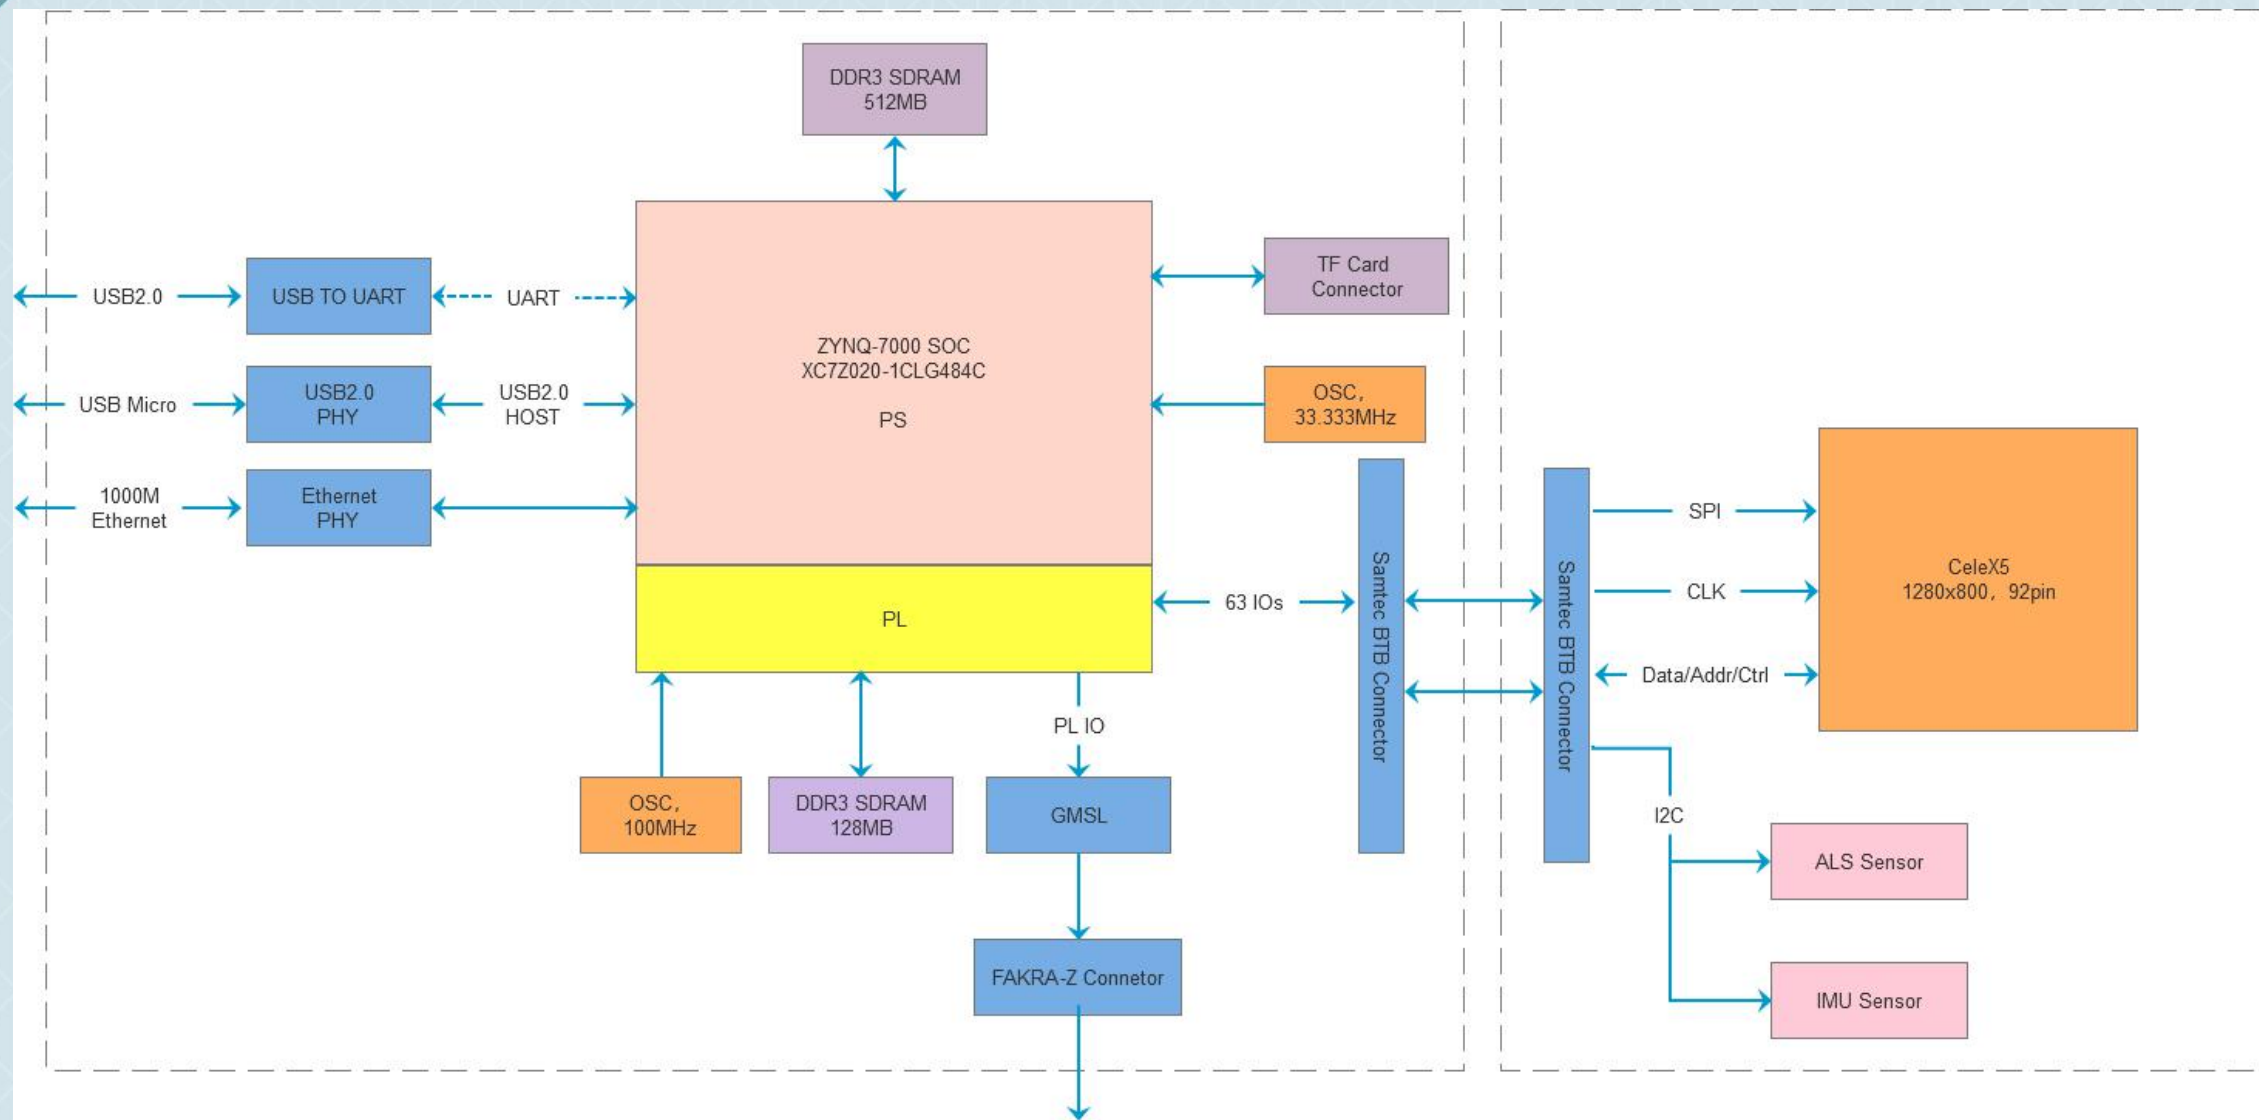 DDR3 SDRAM
512MB
USB2.0
USB TO UART
UART
USB Micro
USB2.0
PHY
USB2.0
HOST
1000M
Ethernet
Ethernet
PHY
ZYNQ-7000 SOC
XC7Z020-1CLG484C
PS
PL
TF Card
Connector
OSC,
33.333MHz
63 IOs
Samtec BTB Connector
Samtec BTB Connector
SPI
CLK
Data/Addr/Ctrl
CeleX5
1280x800, 92pin
I2C
ALS Sensor
IMU Sensor
OSC,
100MHz
DDR3 SDRAM
128MB
PL IO
GMSL
FAKRA-Z Connetor